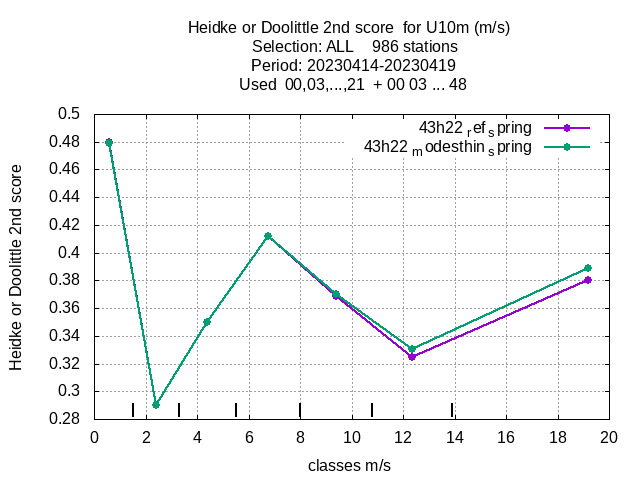 Heidke or Doolittle 2nd score  for U10m (m/s)
Selection: ALL    986 stations
Period: 20230414-20230419
Used  00,03,...,21  + 00 03 ... 48
43h22 ref spring
43h22 modesthin spring
Heidke or Doolittle 2nd score
0.5
0.48
0.46
0.44
0.42
0.4
0.38
0.36
0.34
0.32
0.3
0.28
0 2 4 6 8 10 12 14 16 18 20
classes m/s